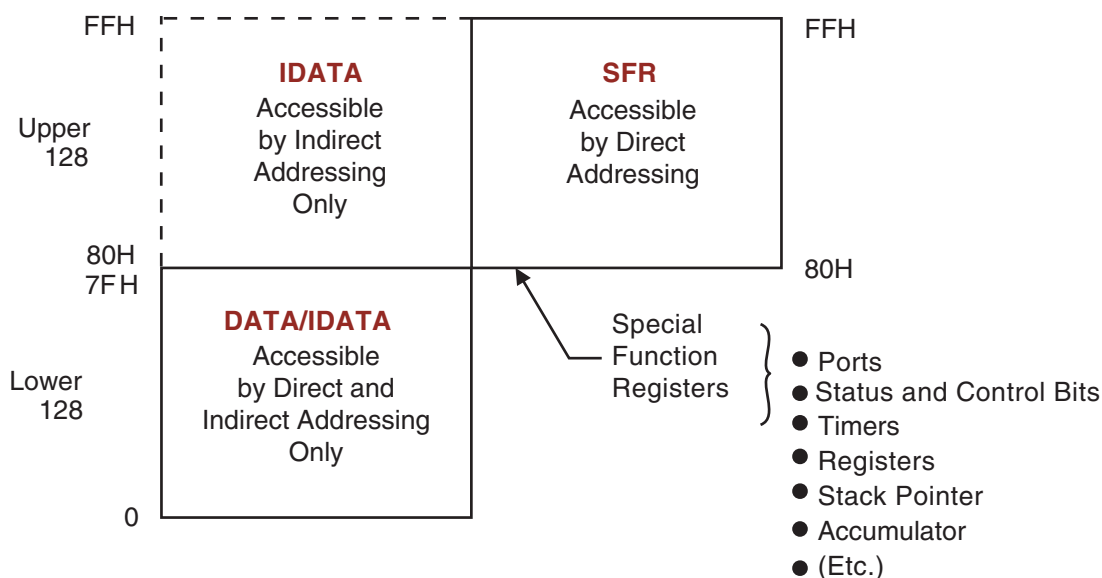 FFH
IDATA
Accessible
by Indirect
Addressing
Only
SFR
Accessible
by Direct
Addressing
FFH
Upper
128
80H
7FH
80H
DATA/IDATA
Accessible
by Direct and
Indirect Addressing
Only
Lower
128
0
Special
Function
Registers
● Ports
● Status and Control Bits
● Timers
● Registers
● Stack Pointer
● Accumulator
● (Etc.)